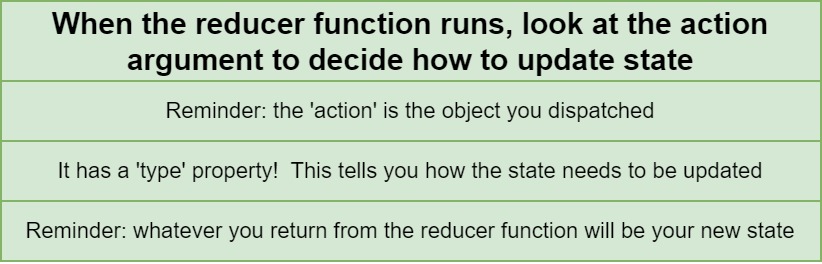 When the reducer function runs, look at the action
argument to decide how to update state
Reminder: the 'action' is the object you dispatched
It has a 'type' property!  This tells you how the state needs to be updated
Reminder: whatever you return from the reducer function will be your new state